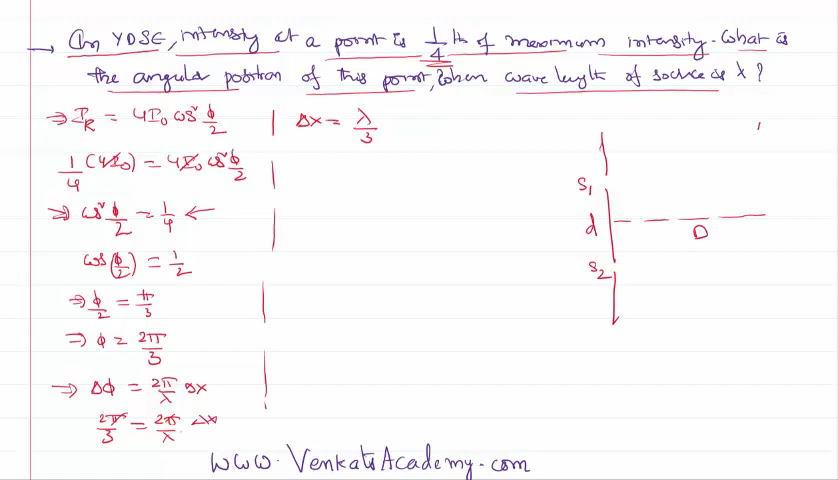 → In YDSE, intensity at a point is 1/4 th of maximum intensity. What is
the angular position of this point, when wave length of source is λ?
⇒ I_R = 4I₀ cos² ϕ/2
1/4 (4I₀) = 4I₀ cos² ϕ/2
⇒ cos² ϕ/2 = 1/4 ←
cos(ϕ/2) = 1/2
⇒ ϕ/2 = π/3
⇒ ϕ = 2π/3
⇒ Δϕ = 2π/λ Δx
2π/3 = 2π/λ Δx
Δx = λ/3
S₁
d
D
S₂
www.VenkatsAcademy.com